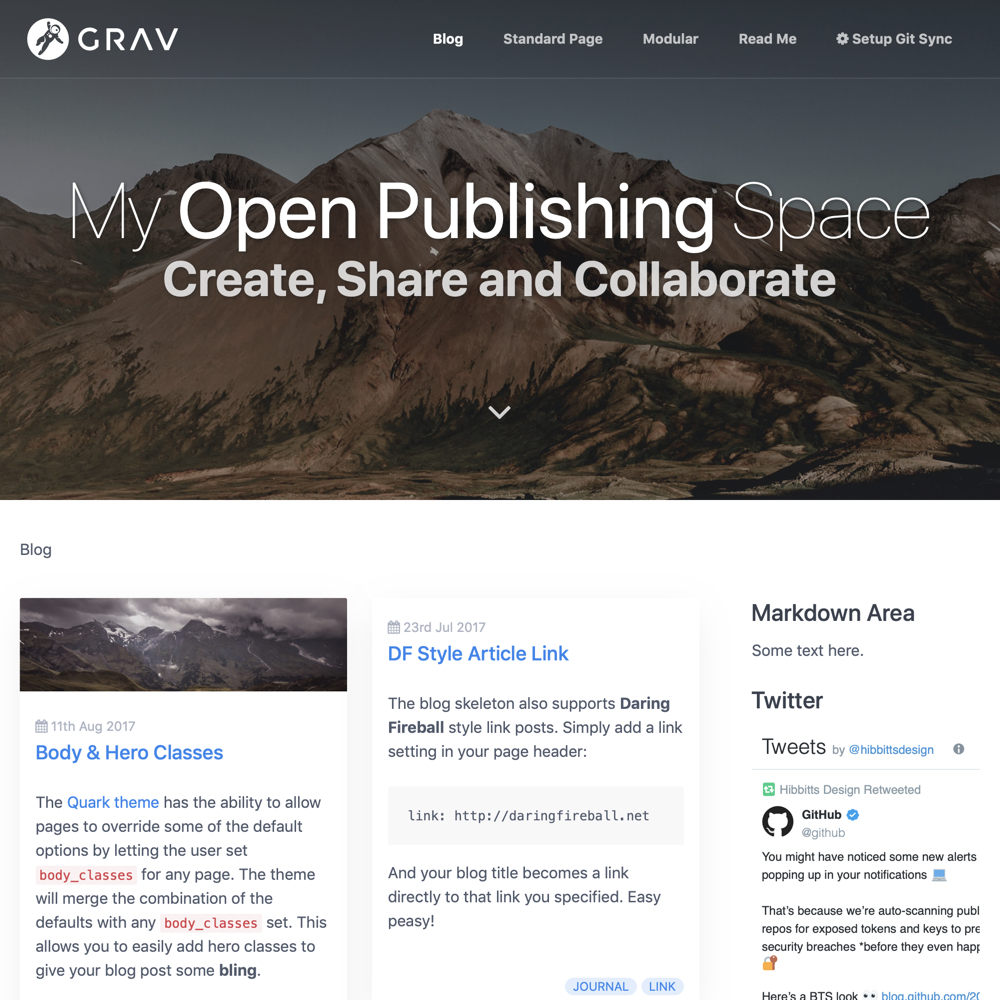 GRAV
Blog
Standard Page
Modular
Read Me
Setup Git Sync
My Open Publishing Space
Create, Share and Collaborate
Blog
11th Aug 2017
Body & Hero Classes
The Quark theme has the ability to allow
pages to override some of the default
options by letting the user set
body_classes for any page. The theme
will merge the combination of the
defaults with any body_classes set. This
allows you to easily add hero classes to
give your blog post some bling.
23rd Jul 2017
DF Style Article Link
The blog skeleton also supports Daring
Fireball style link posts. Simply add a link
setting in your page header:
link: http://daringfireball.net
And your blog title becomes a link
directly to that link you specified. Easy
peasy!
JOURNAL
LINK
Markdown Area
Some text here.
Twitter
Tweets by @hibbittsdesign
Hibbitts Design Retweeted
GitHub
@github
You might have noticed some new alerts
popping up in your notifications 💻
That's because we're auto-scanning publ
repos for exposed tokens and keys to pre
security breaches *before they even happ
🔐
Here's a BTS look 👀 blog.github.com/20